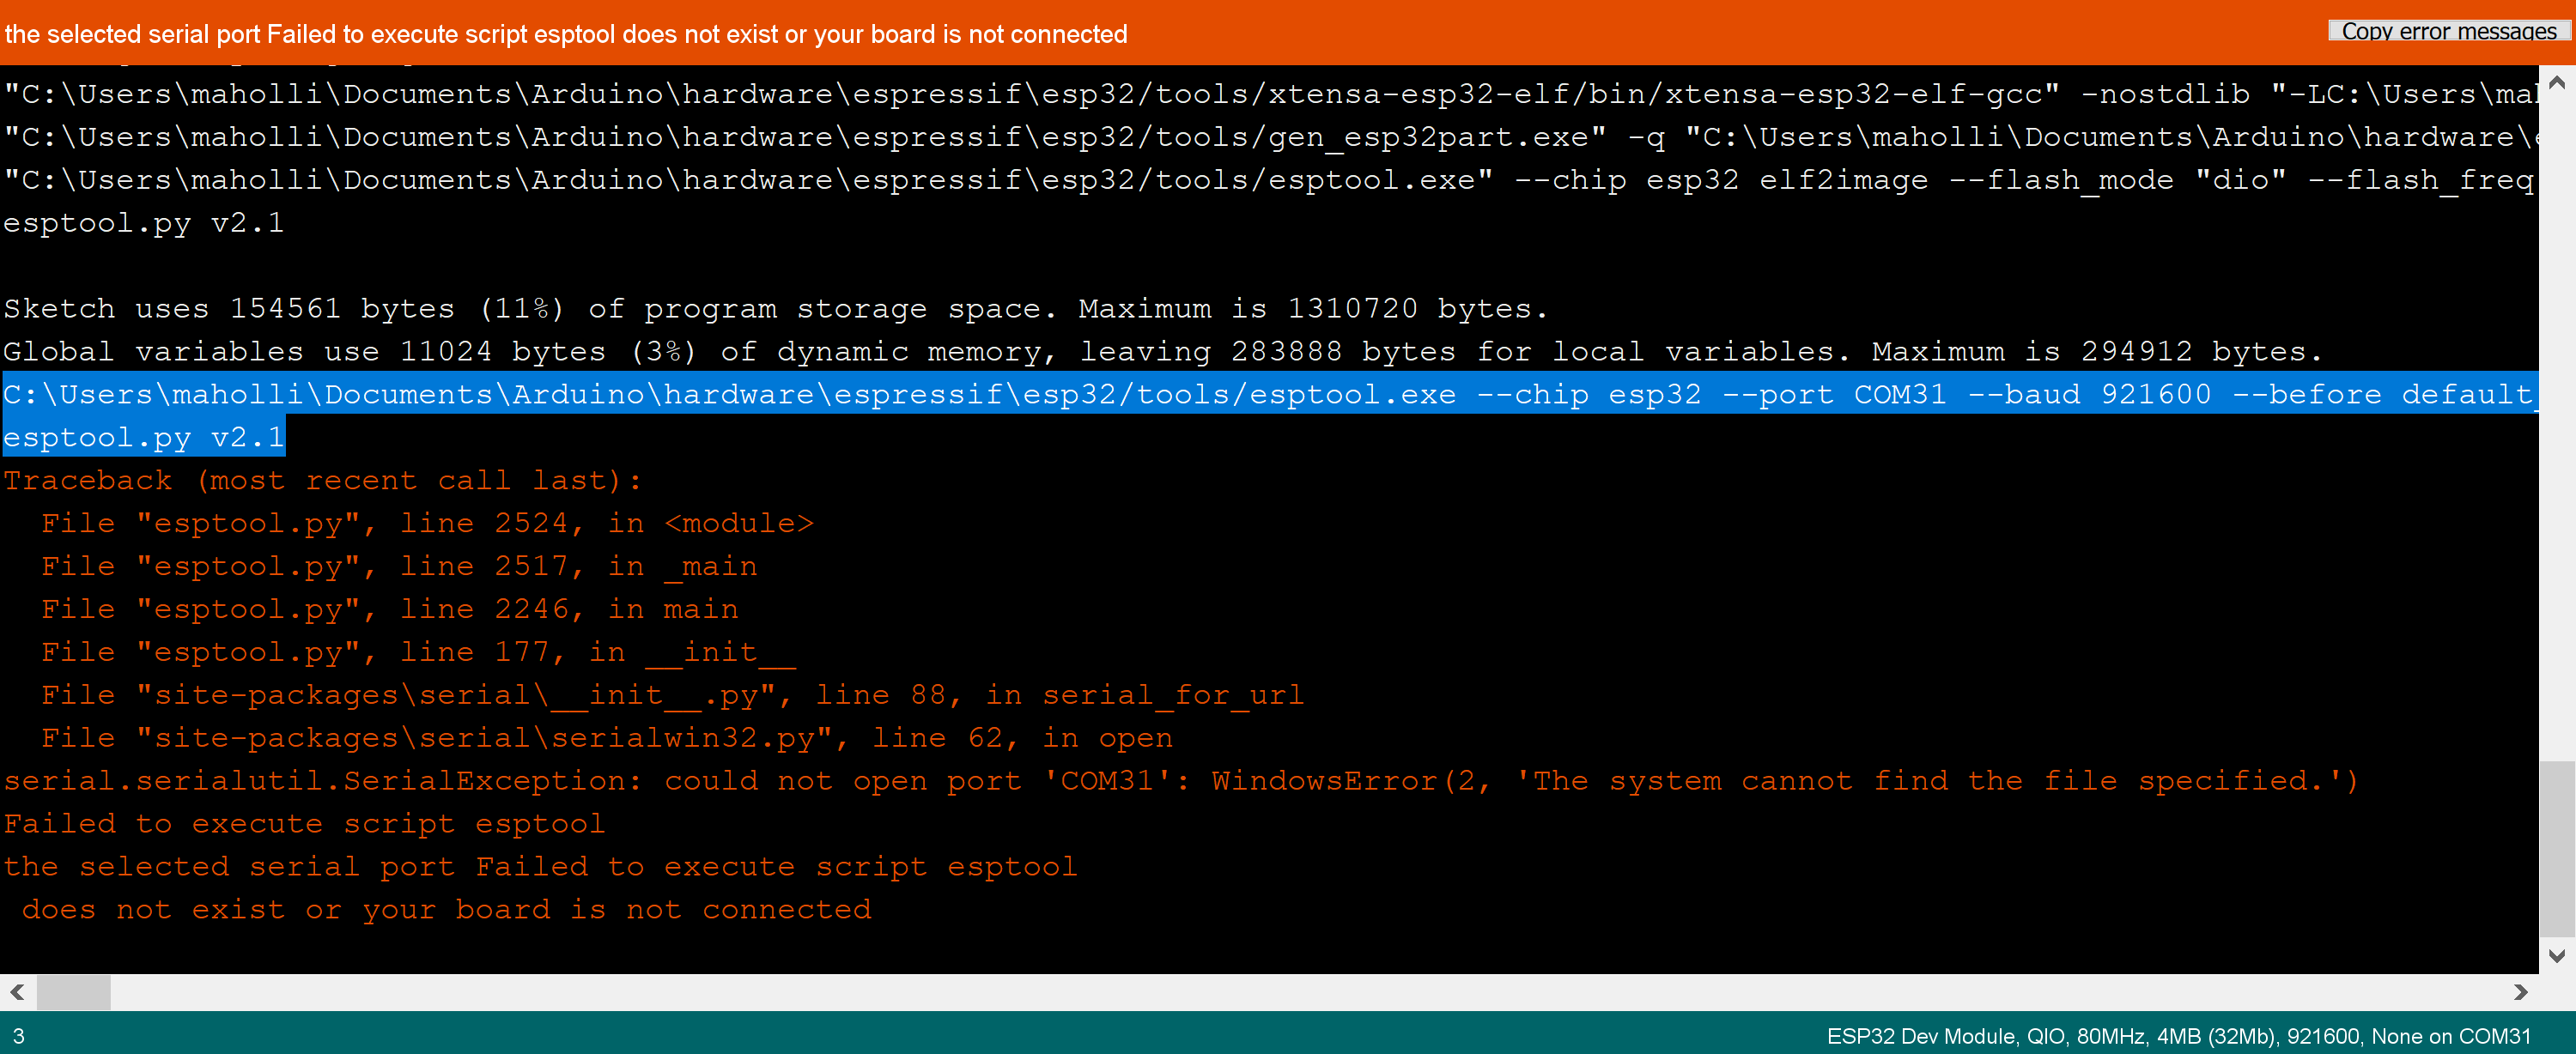 the selected serial port Failed to execute script esptool does not exist or your board is not connected
Copy error messages
"C:\Users\maholli\Documents\Arduino\hardware\espressif\esp32/tools/xtensa-esp32-elf/bin/xtensa-esp32-elf-gcc" -nostdlib "-LC:\Users\mal
"C:\Users\maholli\Documents\Arduino\hardware\espressif\esp32/tools/gen_esp32part.exe" -q "C:\Users\maholli\Documents\Arduino\hardware\e
"C:\Users\maholli\Documents\Arduino\hardware\espressif\esp32/tools/esptool.exe" --chip esp32 elf2image --flash_mode "dio" --flash_freq
esptool.py v2.1
Sketch uses 154561 bytes (11%) of program storage space. Maximum is 1310720 bytes.
Global variables use 11024 bytes (3%) of dynamic memory, leaving 283888 bytes for local variables. Maximum is 294912 bytes.
C:\Users\maholli\Documents\Arduino\hardware\espressif\esp32/tools/esptool.exe --chip esp32 --port COM31 --baud 921600 --before default_
esptool.py v2.1
Traceback (most recent call last):
  File "esptool.py", line 2524, in <module>
  File "esptool.py", line 2517, in _main
  File "esptool.py", line 2246, in main
  File "esptool.py", line 177, in __init__
  File "site-packages\serial\__init__.py", line 88, in serial_for_url
  File "site-packages\serial\serialwin32.py", line 62, in open
serial.serialutil.SerialException: could not open port 'COM31': WindowsError(2, 'The system cannot find the file specified.')
Failed to execute script esptool
the selected serial port Failed to execute script esptool
 does not exist or your board is not connected
3
ESP32 Dev Module, QIO, 80MHz, 4MB (32Mb), 921600, None on COM31